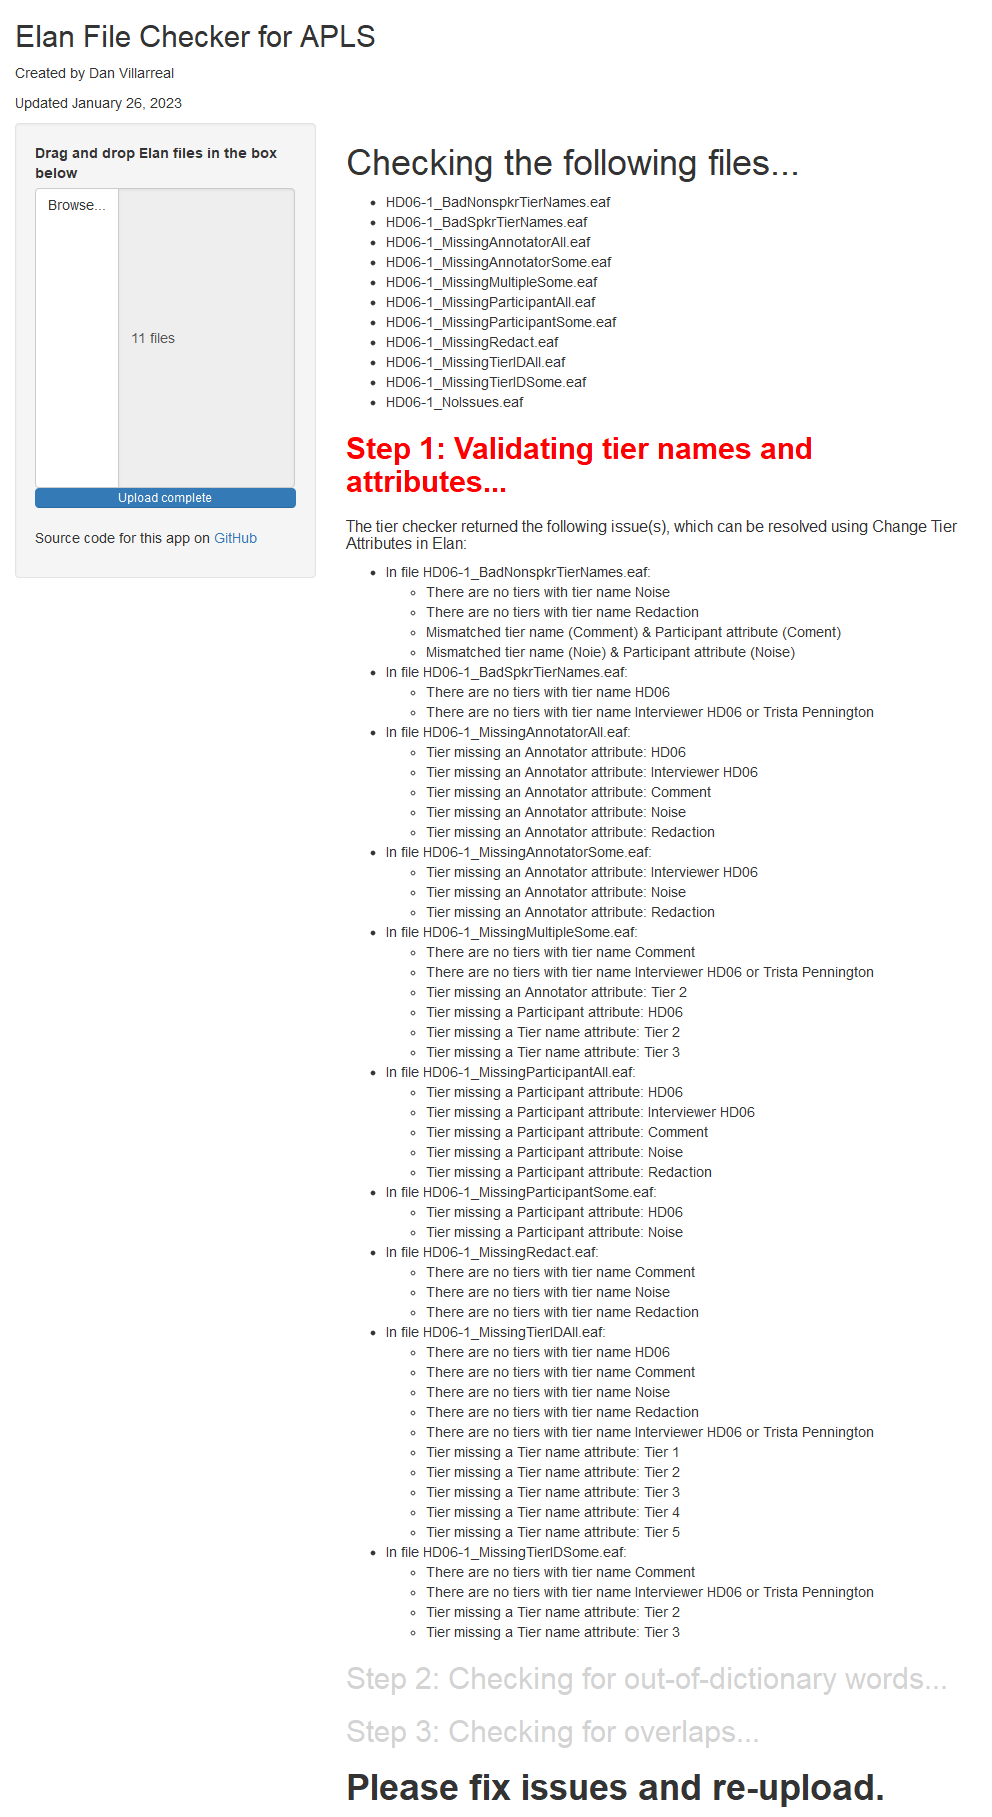 Elan File Checker for APLS
Created by Dan Villarreal
Updated January 26, 2023
Drag and drop Elan files in the box
below
Browse...
11 files
Upload complete
Source code for this app on GitHub
Checking the following files...
HD06-1_BadNonspkrTierNames.eaf
HD06-1_BadSpkrTierNames.eaf
HD06-1_MissingAnnotatorAll.eaf
HD06-1_MissingAnnotatorSome.eaf
HD06-1_MissingMultipleSome.eaf
HD06-1_MissingParticipantAll.eaf
HD06-1_MissingParticipantSome.eaf
HD06-1_MissingRedact.eaf
HD06-1_MissingTierIDAll.eaf
HD06-1_MissingTierIDSome.eaf
HD06-1_NoIssues.eaf
Step 1: Validating tier names and
attributes...
The tier checker returned the following issue(s), which can be resolved using Change Tier
Attributes in Elan:
In file HD06-1_BadNonspkrTierNames.eaf:
There are no tiers with tier name Noise
There are no tiers with tier name Redaction
Mismatched tier name (Comment) & Participant attribute (Coment)
Mismatched tier name (Noie) & Participant attribute (Noise)
In file HD06-1_BadSpkrTierNames.eaf:
There are no tiers with tier name HD06
There are no tiers with tier name Interviewer HD06 or Trista Pennington
In file HD06-1_MissingAnnotatorAll.eaf:
Tier missing an Annotator attribute: HD06
Tier missing an Annotator attribute: Interviewer HD06
Tier missing an Annotator attribute: Comment
Tier missing an Annotator attribute: Noise
Tier missing an Annotator attribute: Redaction
In file HD06-1_MissingAnnotatorSome.eaf:
Tier missing an Annotator attribute: Interviewer HD06
Tier missing an Annotator attribute: Noise
Tier missing an Annotator attribute: Redaction
In file HD06-1_MissingMultipleSome.eaf:
There are no tiers with tier name Comment
There are no tiers with tier name Interviewer HD06 or Trista Pennington
Tier missing an Annotator attribute: Tier 2
Tier missing a Participant attribute: HD06
Tier missing a Tier name attribute: Tier 2
Tier missing a Tier name attribute: Tier 3
In file HD06-1_MissingParticipantAll.eaf:
Tier missing a Participant attribute: HD06
Tier missing a Participant attribute: Interviewer HD06
Tier missing a Participant attribute: Comment
Tier missing a Participant attribute: Noise
Tier missing a Participant attribute: Redaction
In file HD06-1_MissingParticipantSome.eaf:
Tier missing a Participant attribute: HD06
Tier missing a Participant attribute: Noise
In file HD06-1_MissingRedact.eaf:
There are no tiers with tier name Comment
There are no tiers with tier name Noise
There are no tiers with tier name Redaction
In file HD06-1_MissingTierIDAll.eaf:
There are no tiers with tier name HD06
There are no tiers with tier name Comment
There are no tiers with tier name Noise
There are no tiers with tier name Redaction
There are no tiers with tier name Interviewer HD06 or Trista Pennington
Tier missing a Tier name attribute: Tier 1
Tier missing a Tier name attribute: Tier 2
Tier missing a Tier name attribute: Tier 3
Tier missing a Tier name attribute: Tier 4
Tier missing a Tier name attribute: Tier 5
In file HD06-1_MissingTierIDSome.eaf:
There are no tiers with tier name Comment
There are no tiers with tier name Interviewer HD06 or Trista Pennington
Tier missing a Tier name attribute: Tier 2
Tier missing a Tier name attribute: Tier 3
Step 2: Checking for out-of-dictionary words...
Step 3: Checking for overlaps...
Please fix issues and re-upload.